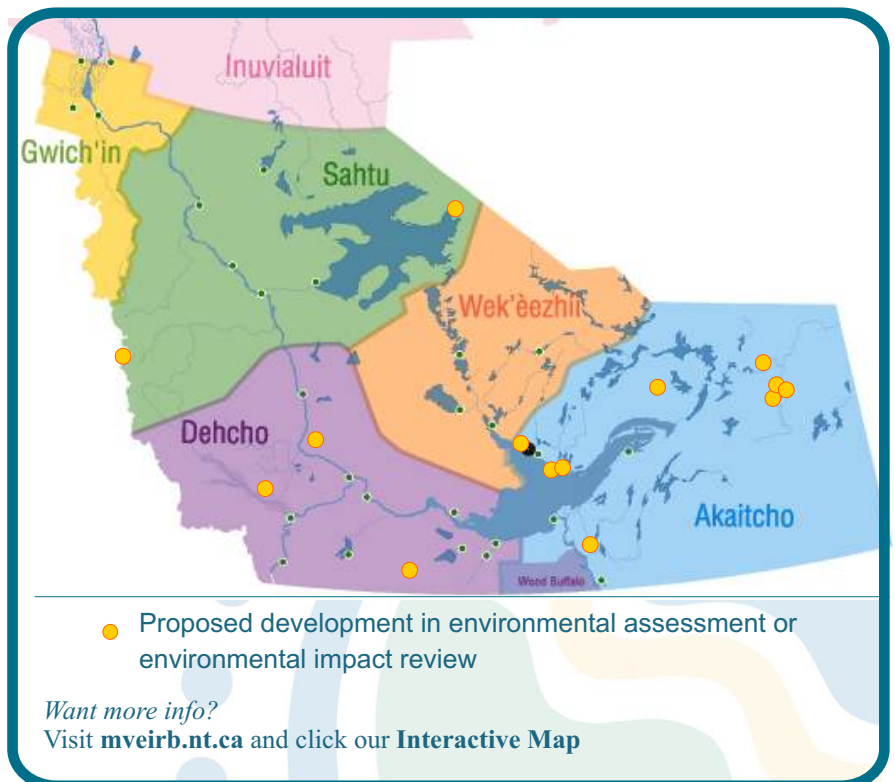 Inuvialuit
Gwich'in
Sahtu
Wek'èezhìi
Dehcho
Akaitcho
Wood Buffalo
Proposed development in environmental assessment or
environmental impact review
Want more info?
Visit mveirb.nt.ca and click our Interactive Map